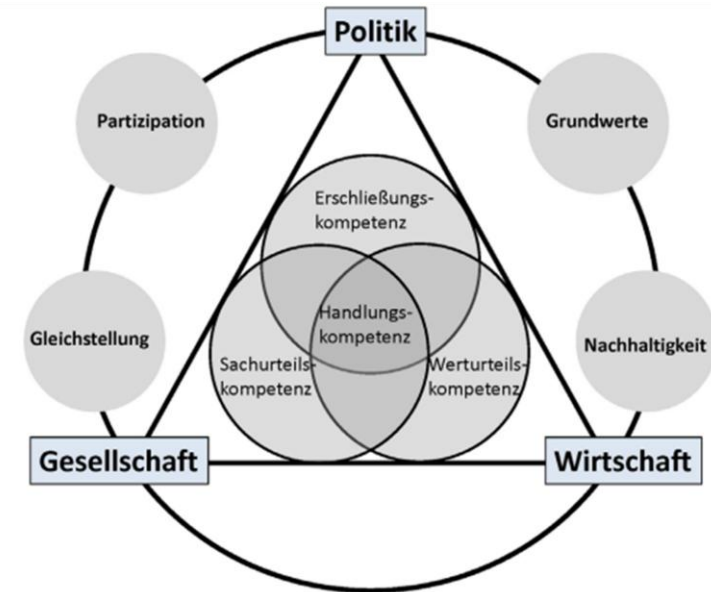 Politik
Partizipation
Grundwerte
Erschließungs-
kompetenz
Handlungs-
kompetenz
Gleichstellung
Nachhaltigkeit
Sachurteils-
kompetenz
Werturteils-
kompetenz
Gesellschaft
Wirtschaft